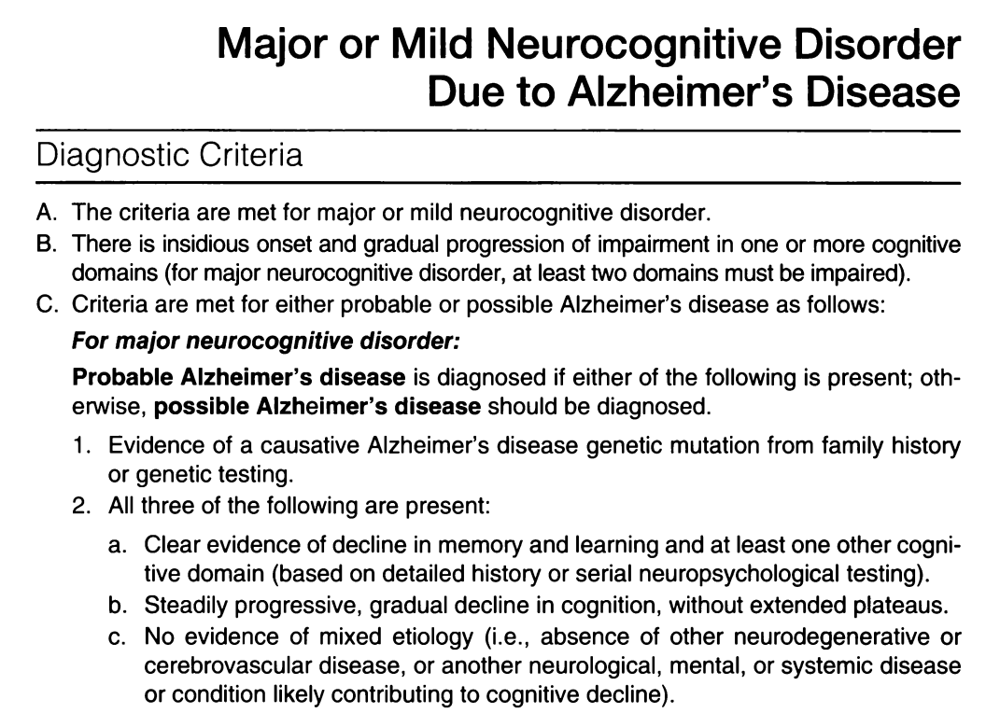 Major or Mild Neurocognitive Disorder
Due to Alzheimer's Disease
Diagnostic Criteria
A. The criteria are met for major or mild neurocognitive disorder.
B. There is insidious onset and gradual progression of impairment in one or more cognitive
domains (for major neurocognitive disorder, at least two domains must be impaired).
C. Criteria are met for either probable or possible Alzheimer's disease as follows:
For major neurocognitive disorder:
Probable Alzheimer's disease is diagnosed if either of the following is present; oth-
erwise, possible Alzheimer's disease should be diagnosed.
1. Evidence of a causative Alzheimer's disease genetic mutation from family history
or genetic testing.
2. All three of the following are present:
a. Clear evidence of decline in memory and learning and at least one other cogni-
tive domain (based on detailed history or serial neuropsychological testing).
b. Steadily progressive, gradual decline in cognition, without extended plateaus.
c. No evidence of mixed etiology (i.e., absence of other neurodegenerative or
cerebrovascular disease, or another neurological, mental, or systemic disease
or condition likely contributing to cognitive decline).